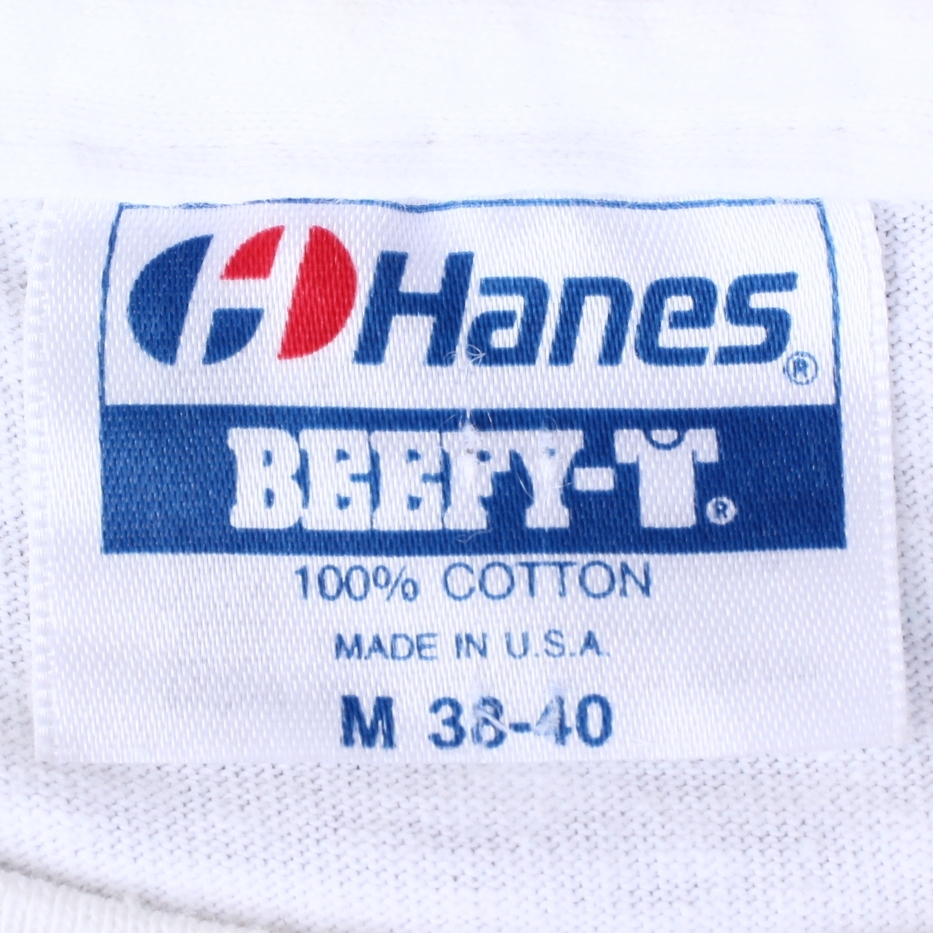 Hanes®
BEEFY-T®
100% COTTON
MADE IN U.S.A.
M 38-40